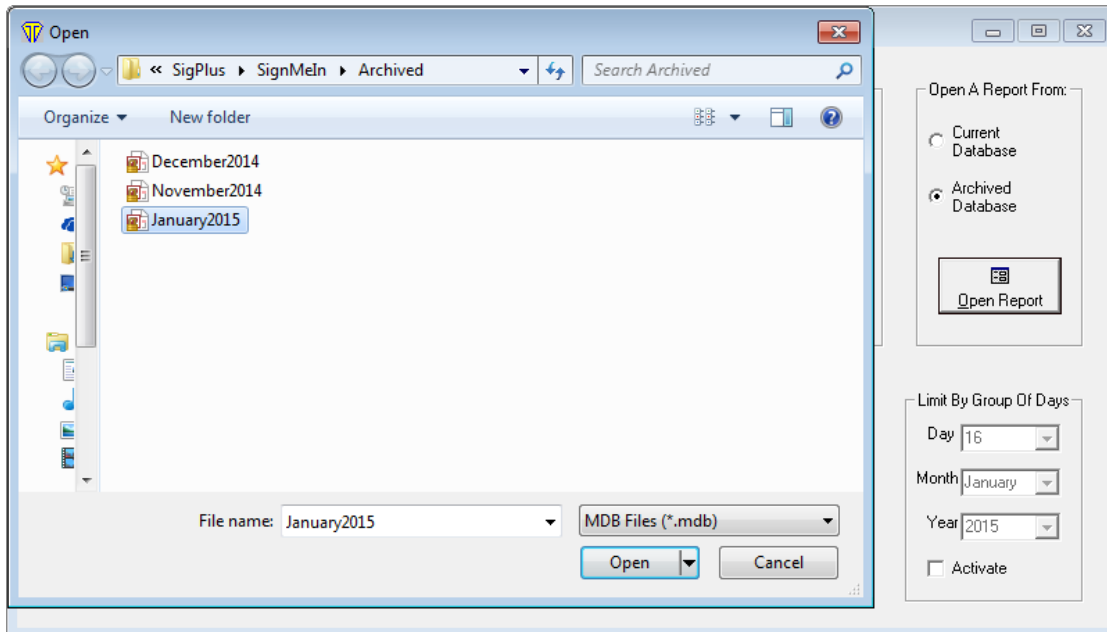 Open
« SigPlus ▸ SignMeIn ▸ Archived
Search Archived
Organize
New folder
December2014
November2014
January2015
File name: January2015
MDB Files (*.mdb)
Open
Cancel
Open A Report From:
Current
Database
Archived
Database
Open Report
Limit By Group Of Days
Day 16
Month January
Year 2015
Activate